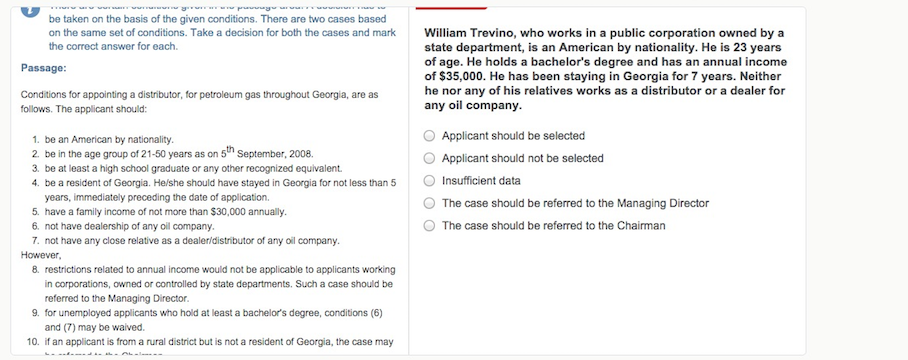 be taken on the basis of the given conditions. There are two cases based
on the same set of conditions. Take a decision for both the cases and mark
the correct answer for each.
Passage:
Conditions for appointing a distributor, for petroleum gas throughout Georgia, are as
follows. The applicant should:
1. be an American by nationality.
2. be in the age group of 21-50 years as on 5th September, 2008.
3. be at least a high school graduate or any other recognized equivalent.
4. be a resident of Georgia. He/she should have stayed in Georgia for not less than 5
years, immediately preceding the date of application.
5. have a family income of not more than $30,000 annually.
6. not have dealership of any oil company.
7. not have any close relative as a dealer/distributor of any oil company.
However,
8. restrictions related to annual income would not be applicable to applicants working
in corporations, owned or controlled by state departments. Such a case should be
referred to the Managing Director.
9. for unemployed applicants who hold at least a bachelor's degree, conditions (6)
and (7) may be waived.
10. if an applicant is from a rural district but is not a resident of Georgia, the case may
William Trevino, who works in a public corporation owned by a
state department, is an American by nationality. He is 23 years
of age. He holds a bachelor's degree and has an annual income
of $35,000. He has been staying in Georgia for 7 years. Neither
he nor any of his relatives works as a distributor or a dealer for
any oil company.
Applicant should be selected
Applicant should not be selected
Insufficient data
The case should be referred to the Managing Director
The case should be referred to the Chairman